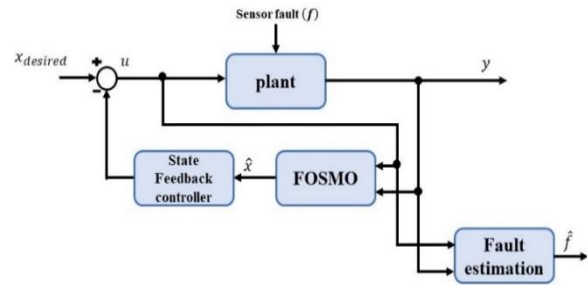 Sensor fault (f)
x_desired
+
u
-
plant
y
State
Feedback
controller
x̂
FOSMO
Fault
estimation
f̂